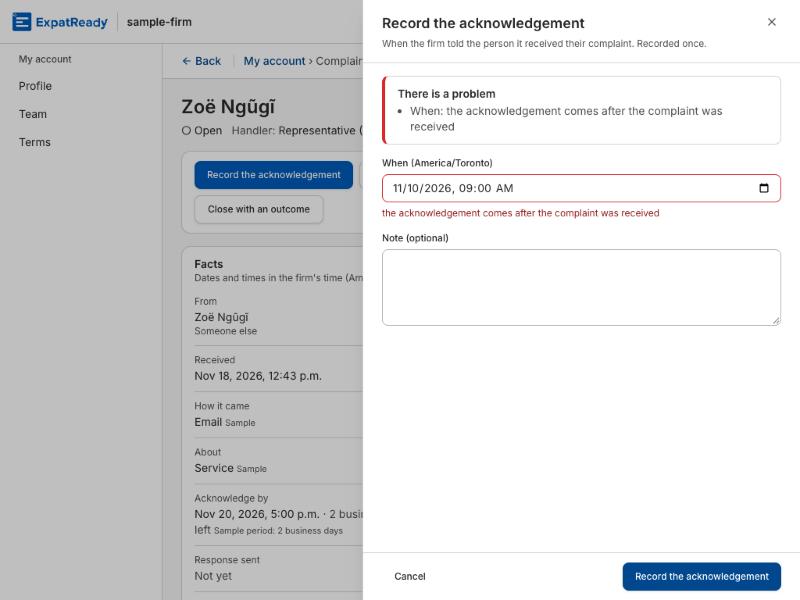 ExpatReady
sample-firm
My account
Profile
Team
Terms
← Back
My account › Complain
Zoë Ngũgĩ
Open Handler: Representative (
Record the acknowledgement
Close with an outcome
Facts
Dates and times in the firm's time (Am
From
Zoë Ngũgĩ
Someone else
Received
Nov 18, 2026, 12:43 p.m.
How it came
Email Sample
About
Service Sample
Acknowledge by
Nov 20, 2026, 5:00 p.m. · 2 busin
left Sample period: 2 business days
Response sent
Not yet
Record the acknowledgement
When the firm told the person it received their complaint. Recorded once.
There is a problem
• When: the acknowledgement comes after the complaint was
received
When (America/Toronto)
11/10/2026, 09:00 AM
the acknowledgement comes after the complaint was received
Note (optional)
Cancel
Record the acknowledgement